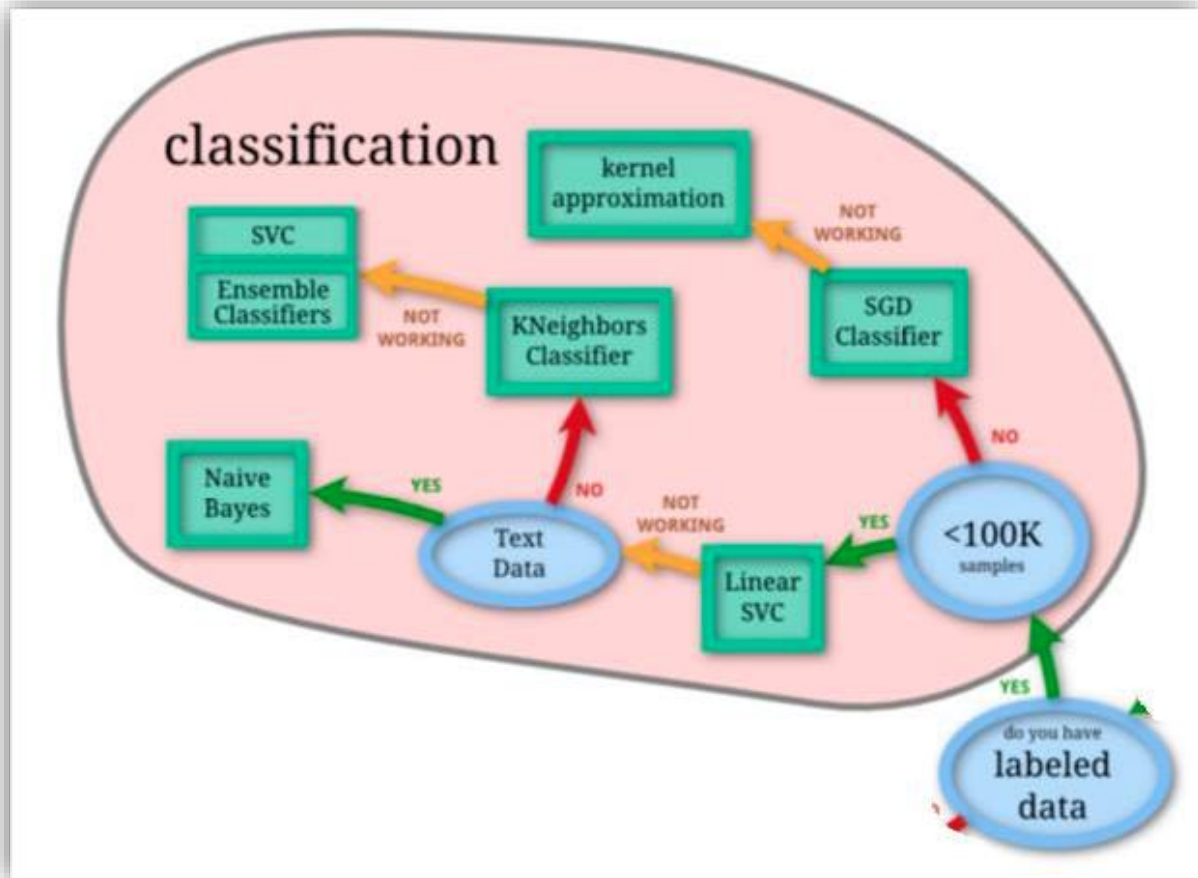 classification
kernel
approximation
NOT
WORKING
SVC
Ensemble
Classifiers
NOT
WORKING
KNeighbors
Classifier
SGD
Classifier
NO
Naive
Bayes
YES
NO
Text
Data
NOT
WORKING
Linear
SVC
YES
<100K
samples
YES
do you have
labeled
data